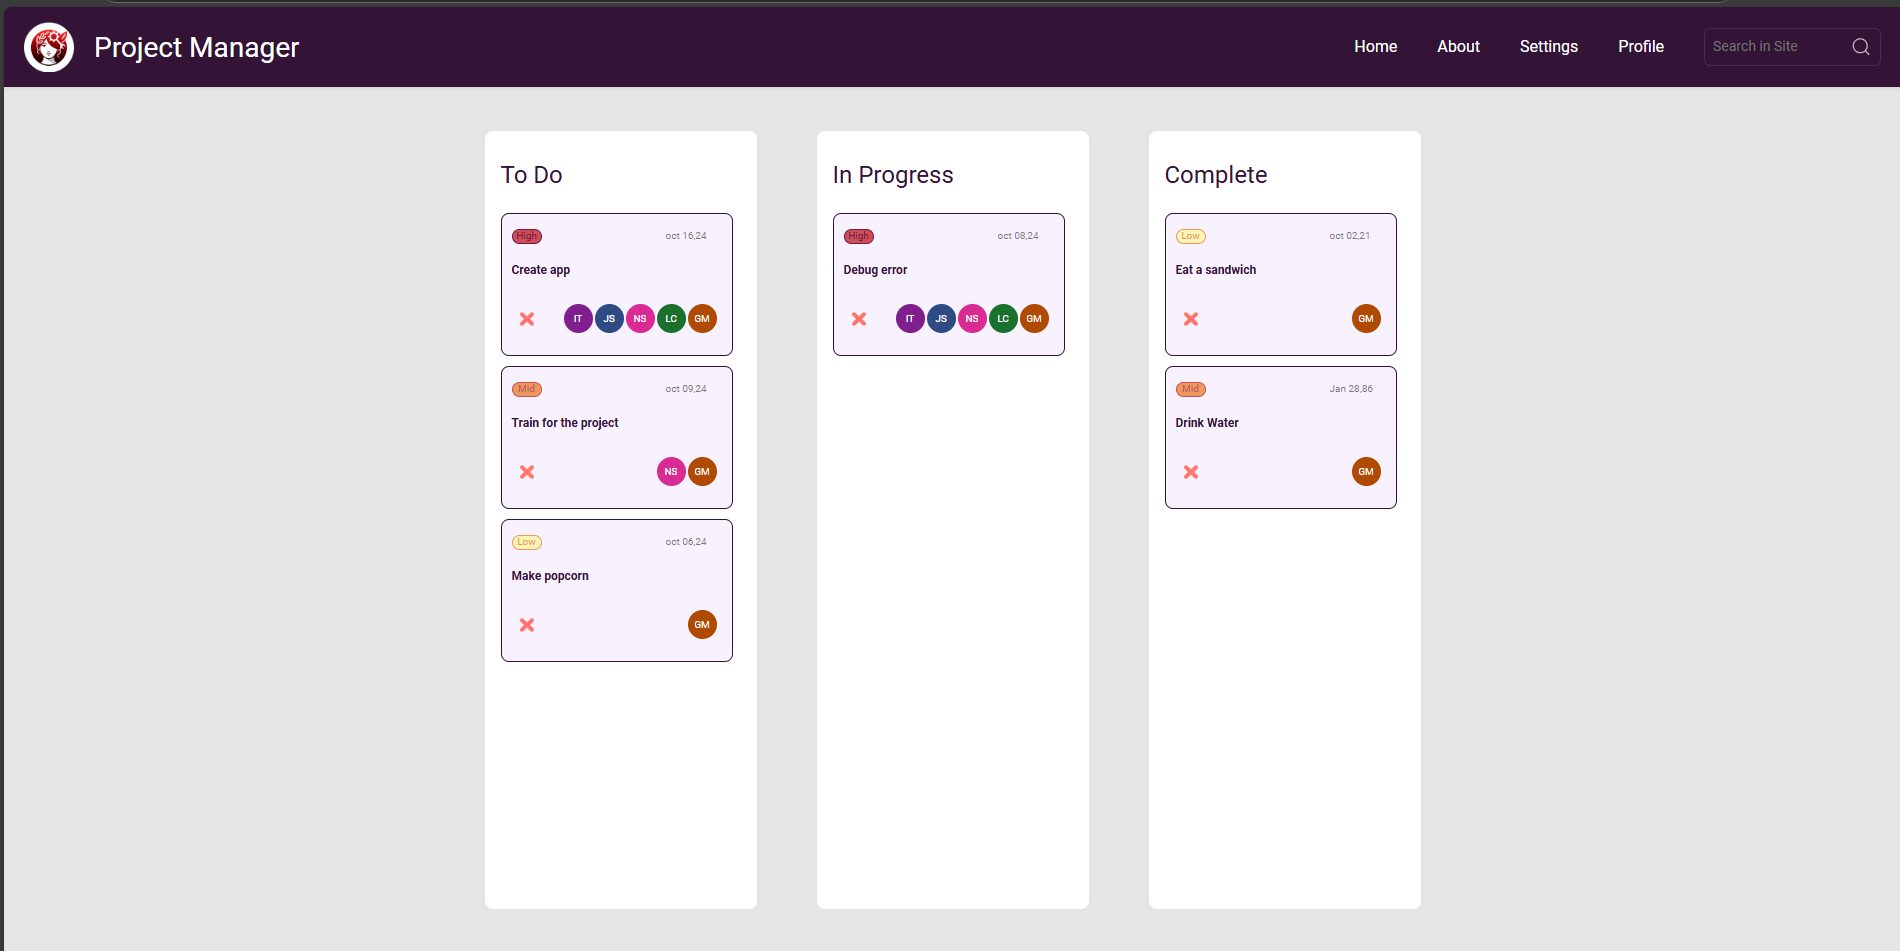 Project Manager
Home About Settings Profile Search in Site
To Do
High oct 16,24
Create app
IT JS NS LC GM
Mid oct 09,24
Train for the project
NS GM
Low oct 06,24
Make popcorn
GM
In Progress
High oct 08,24
Debug error
IT JS NS LC GM
Complete
Low oct 02,21
Eat a sandwich
GM
Mid Jan 28,86
Drink Water
GM